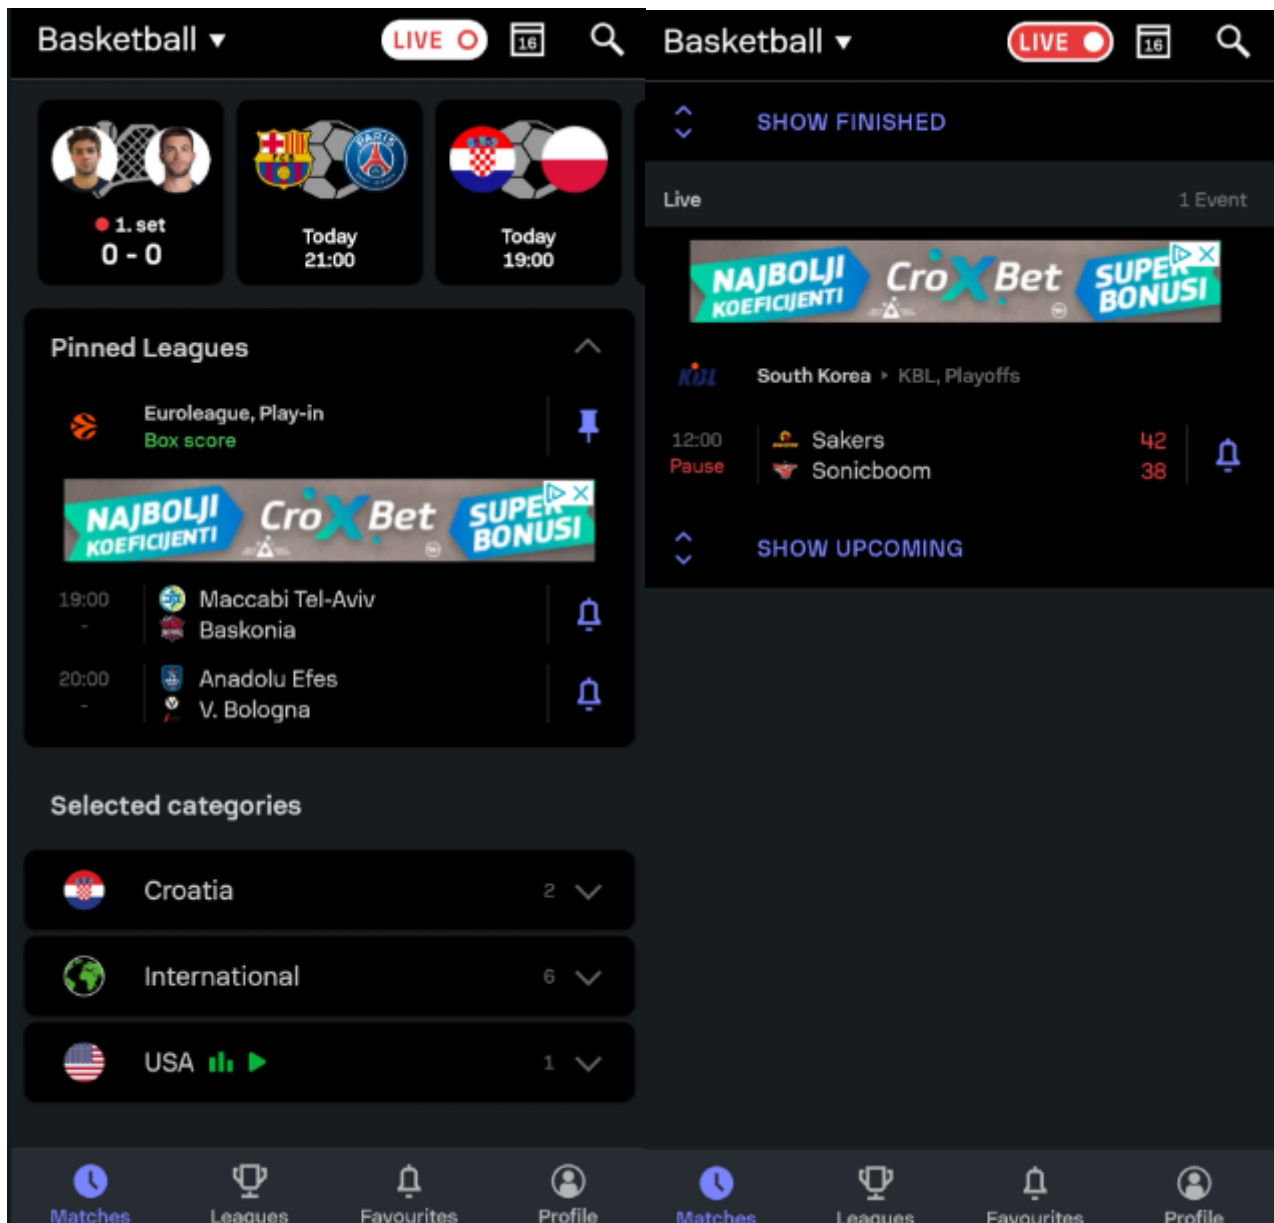 Basketball
LIVE
16
1. set
0 - 0
Today
21:00
Today
19:00
Pinned Leagues
Euroleague, Play-in
Box score
NAJBOLJI
KOEFICIJENTI
CroXBet
SUPER
BONUSI
19:00
-
Maccabi Tel-Aviv
Baskonia
20:00
-
Anadolu Efes
V. Bologna
Selected categories
Croatia 2
International 6
USA 1
Matches Leagues Favourites Profile
Basketball
LIVE
16
SHOW FINISHED
Live 1 Event
NAJBOLJI
KOEFICIJENTI
CroXBet
SUPER
BONUSI
KBL
South Korea KBL, Playoffs
12:00 Sakers 42
Pause Sonicboom 38
SHOW UPCOMING
Matches Leagues Favourites Profile